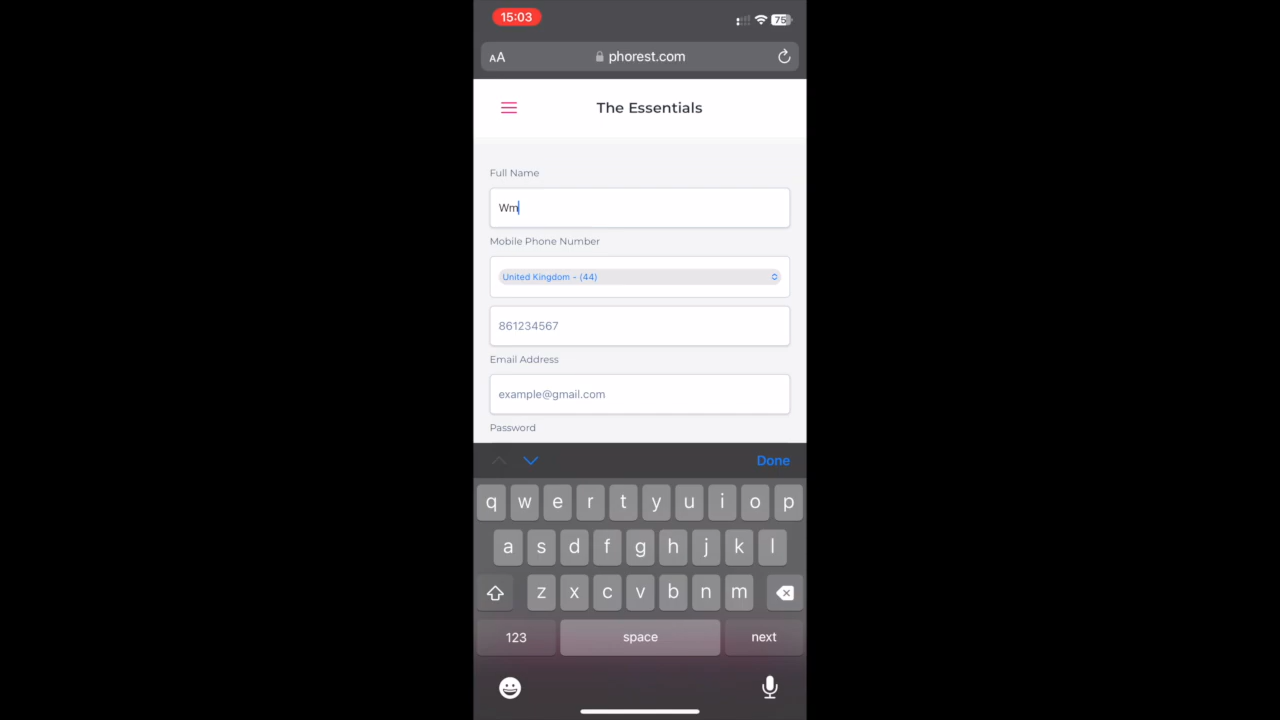 15:03
75
AA
phorest.com
The Essentials
Full Name
Wm
Mobile Phone Number
United Kingdom - (44)
861234567
Email Address
example@gmail.com
Password
Done
q w e r t y u i o p
a s d f g h j k l
z x c v b n m
123 space next